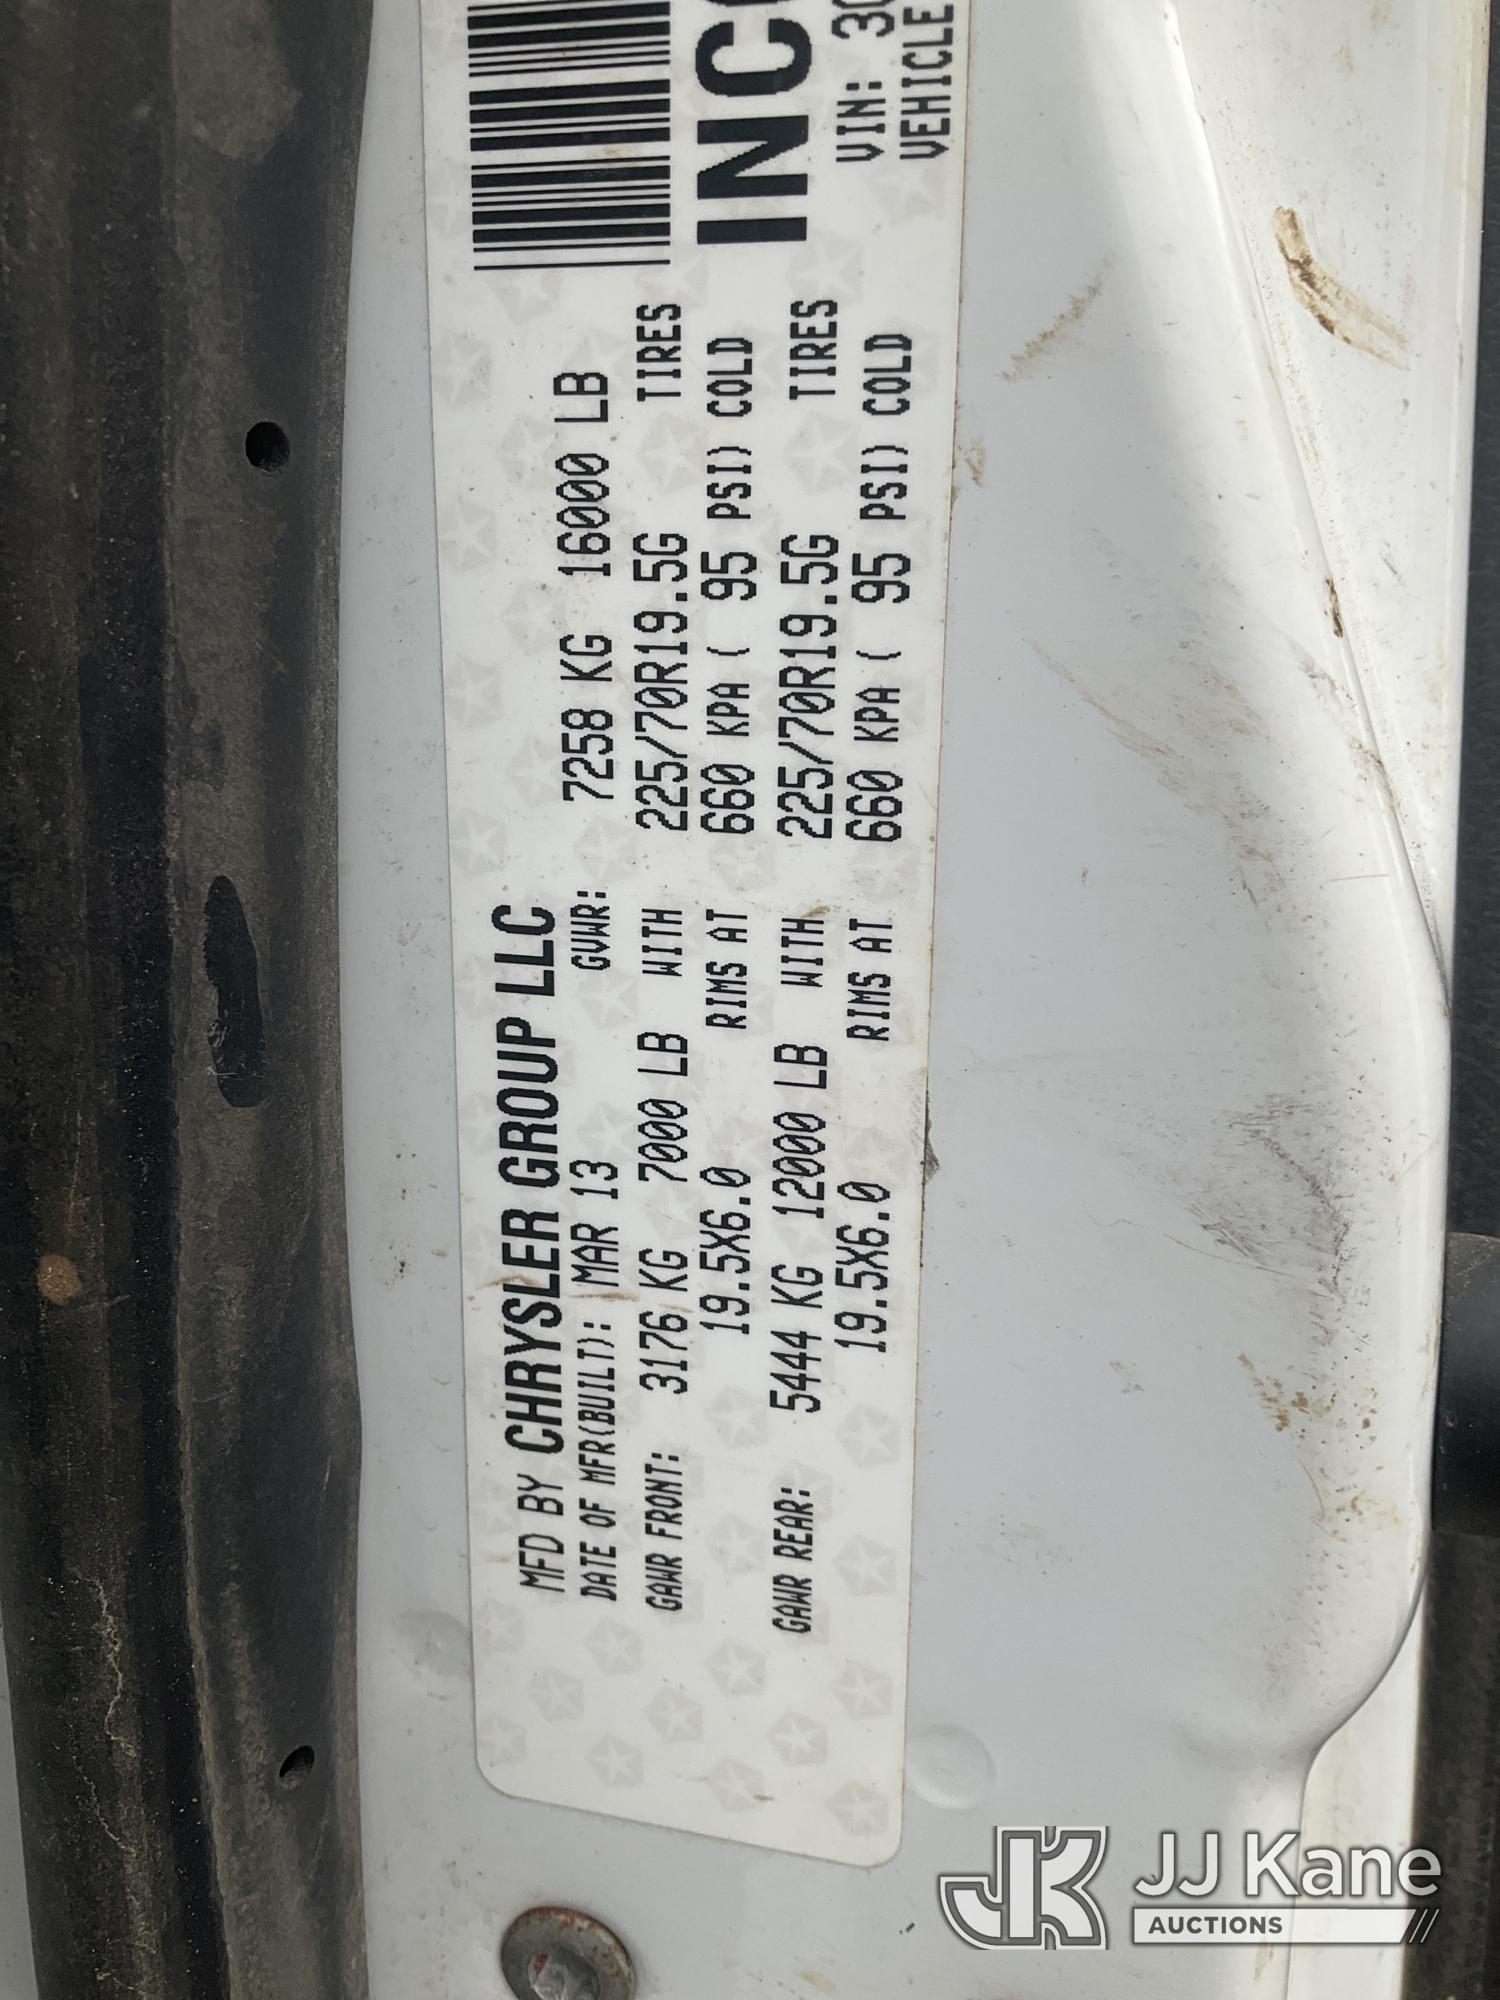 MFD BY CHRYSLER GROUP LLC
DATE OF MFR(BUILT): MAR 13 GVWR: 7258 KG 16000 LB
GAWR FRONT: 3176 KG 7000 LB WITH 225/70R19.5G TIRES
19.5X6.0 RIMS AT 660 KPA ( 95 PSI) COLD
GAWR REAR: 5444 KG 12000 LB WITH 225/70R19.5G TIRES
19.5X6.0 RIMS AT 660 KPA ( 95 PSI) COLD
INC
VIN: 3C
VEHICLE
JK JJ Kane
AUCTIONS